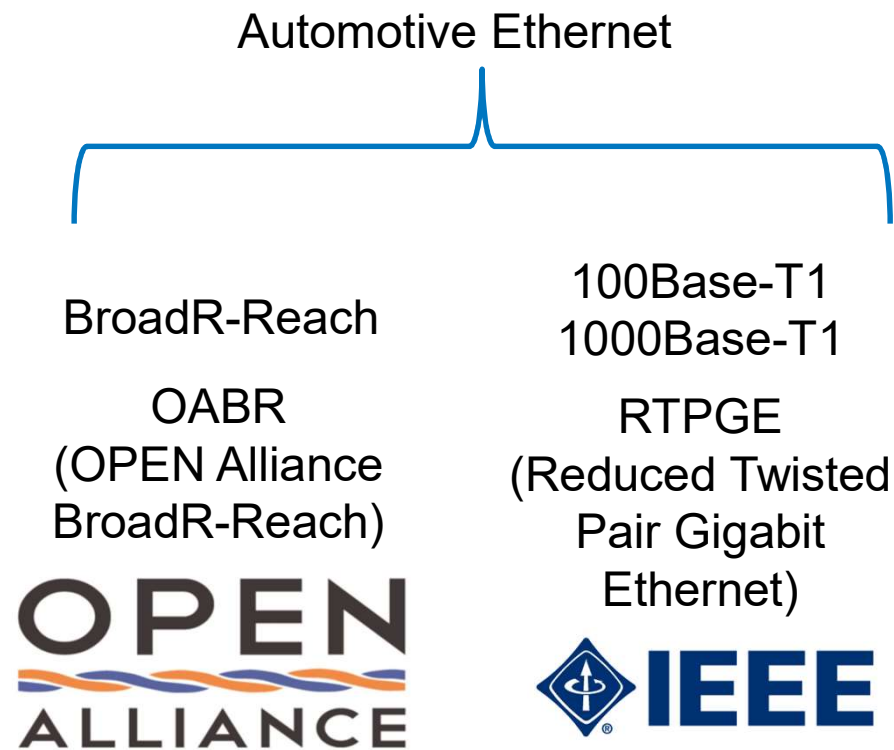 Automotive Ethernet
BroadR-Reach
OABR
(OPEN Alliance
BroadR-Reach)
OPEN
ALLIANCE
100Base-T1
1000Base-T1
RTPGE
(Reduced Twisted
Pair Gigabit
Ethernet)
IEEE
®